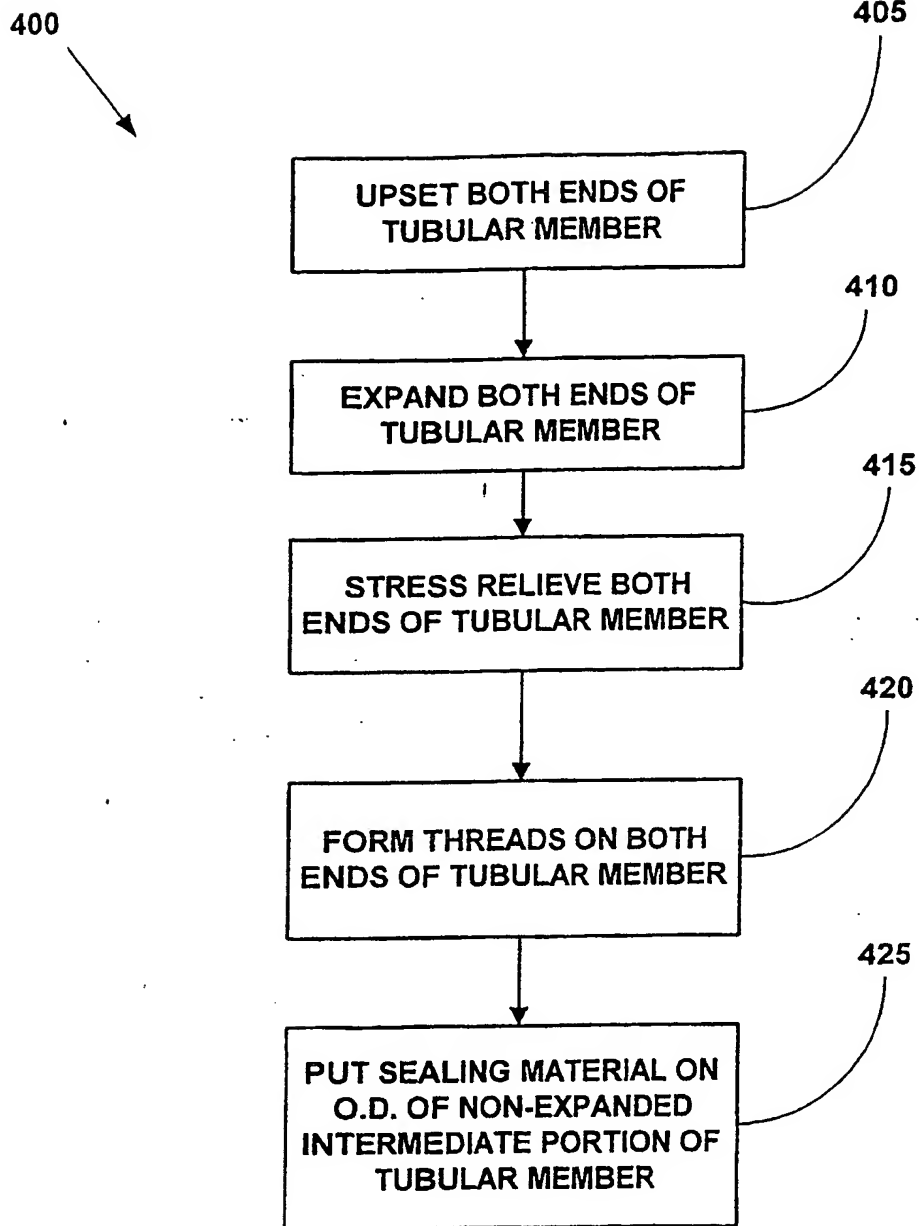 400
405
UPSET BOTH ENDS OF
TUBULAR MEMBER
410
EXPAND BOTH ENDS OF
TUBULAR MEMBER
415
STRESS RELIEVE BOTH
ENDS OF TUBULAR MEMBER
420
FORM THREADS ON BOTH
ENDS OF TUBULAR MEMBER
425
PUT SEALING MATERIAL ON
O.D. OF NON-EXPANDED
INTERMEDIATE PORTION OF
TUBULAR MEMBER